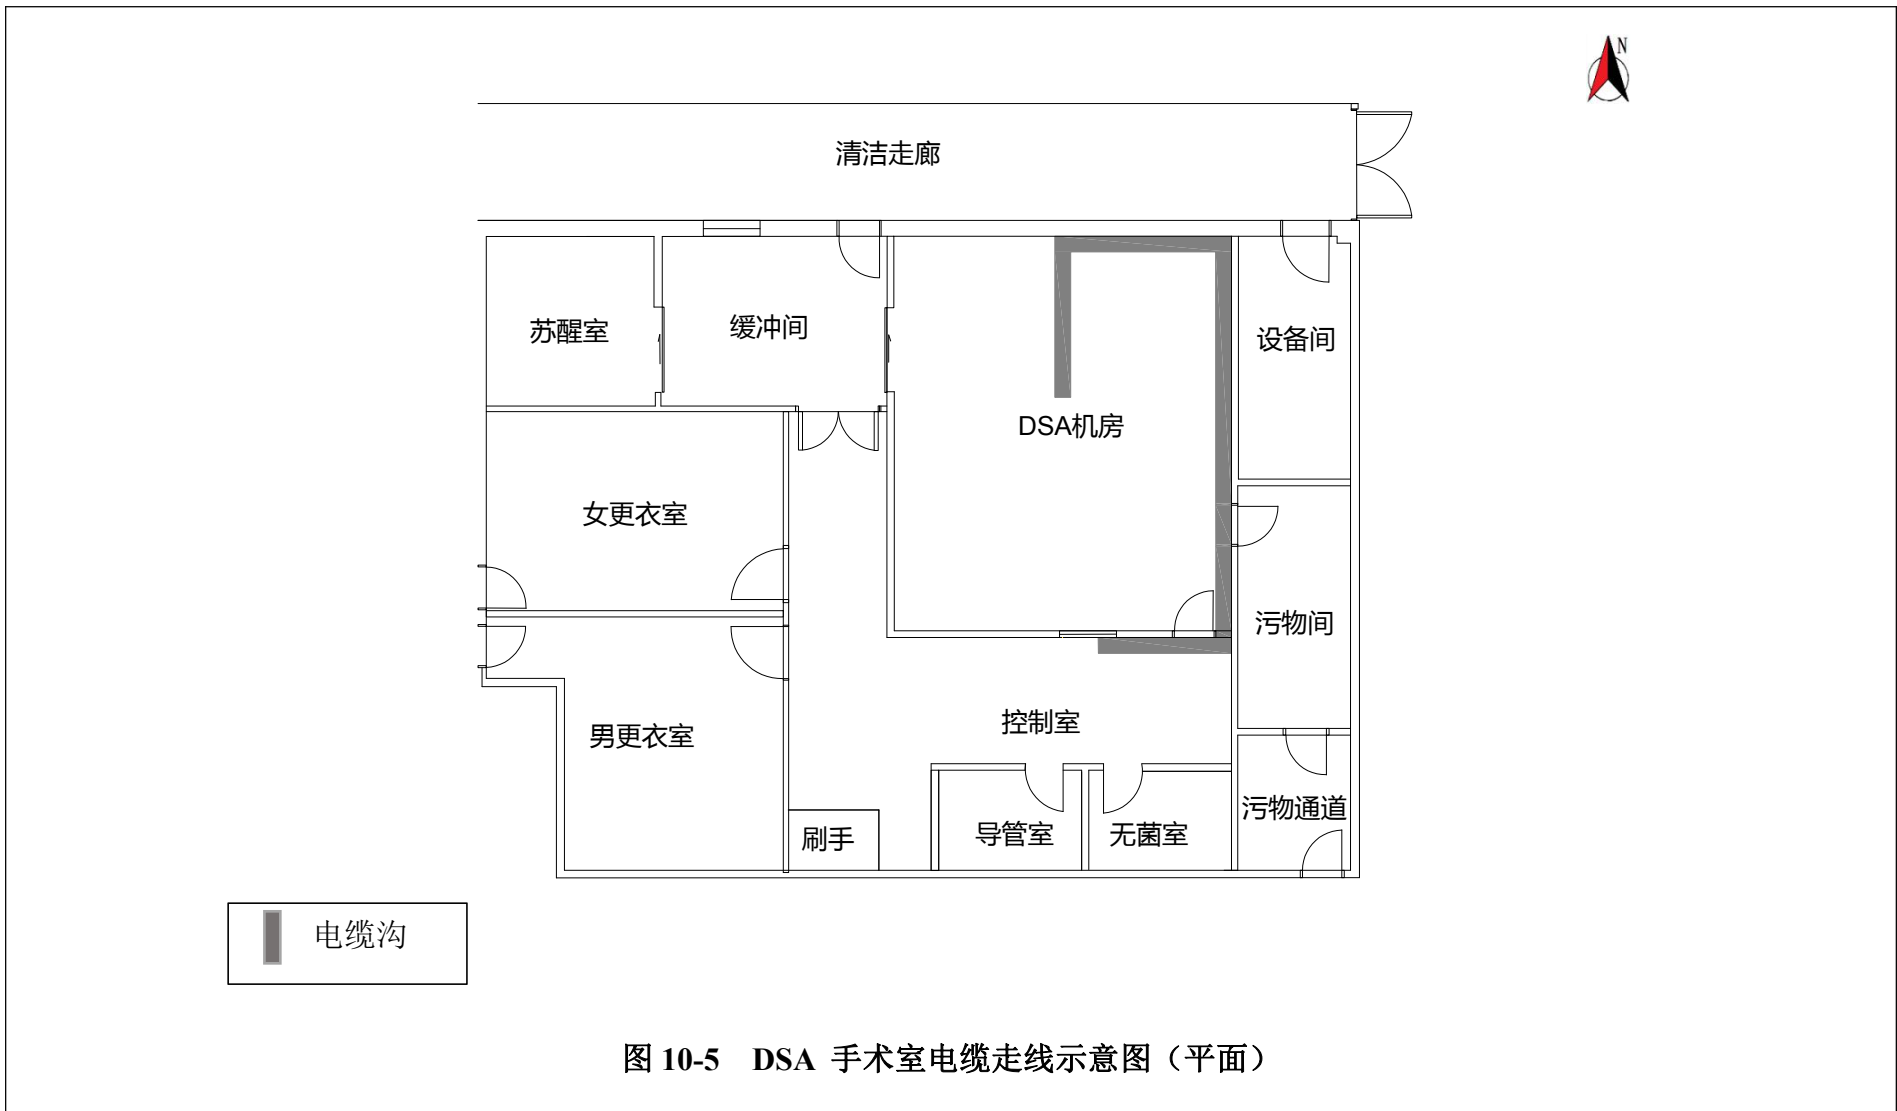 N
清洁走廊
苏醒室
缓冲间
设备间
DSA机房
女更衣室
污物间
控制室
男更衣室
污物通道
刷手
导管室
无菌室
电缆沟
图 10-5 DSA 手术室电缆走线示意图（平面）